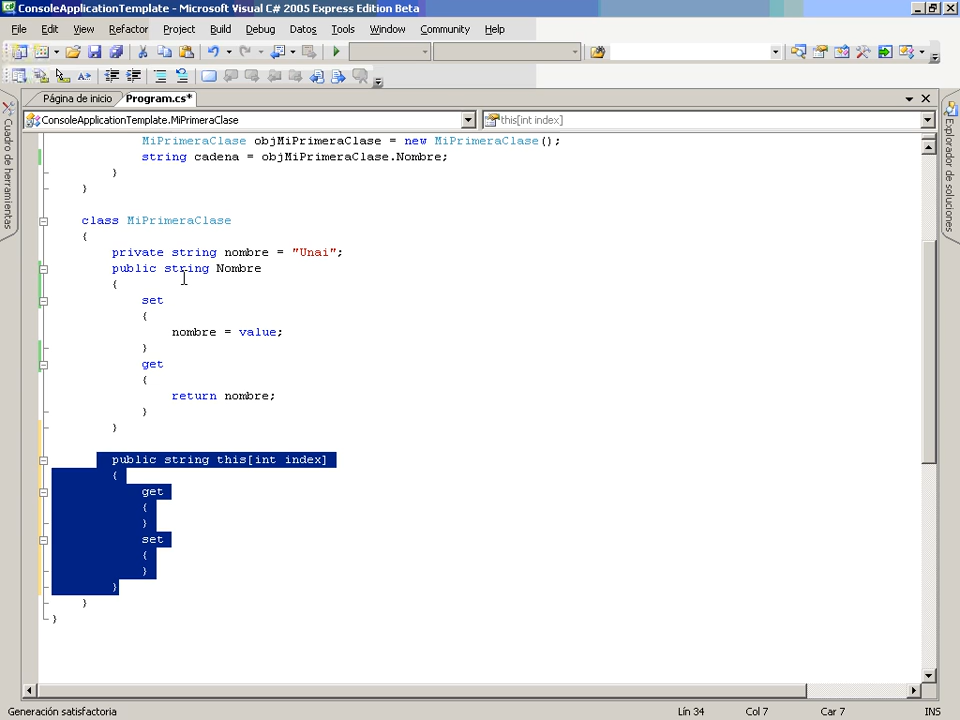 ConsoleApplicationTemplate - Microsoft Visual C# 2005 Express Edition Beta
File Edit View Refactor Project Build Debug Datos Tools Window Community Help
Página de inicio Program.cs*
ConsoleApplicationTemplate.MiPrimeraClase this[int index]
Cuadro de herramientas
Explorador de soluciones
MiPrimeraClase objMiPrimeraClase = new MiPrimeraClase();
string cadena = objMiPrimeraClase.Nombre;
}
}
class MiPrimeraClase
{
private string nombre = "Unai";
public string Nombre
{
set
{
nombre = value;
}
get
{
return nombre;
}
}
public string this[int index]
{
get
{
}
set
{
}
}
}
}
Generación satisfactoria Lín 34 Col 7 Car 7 INS